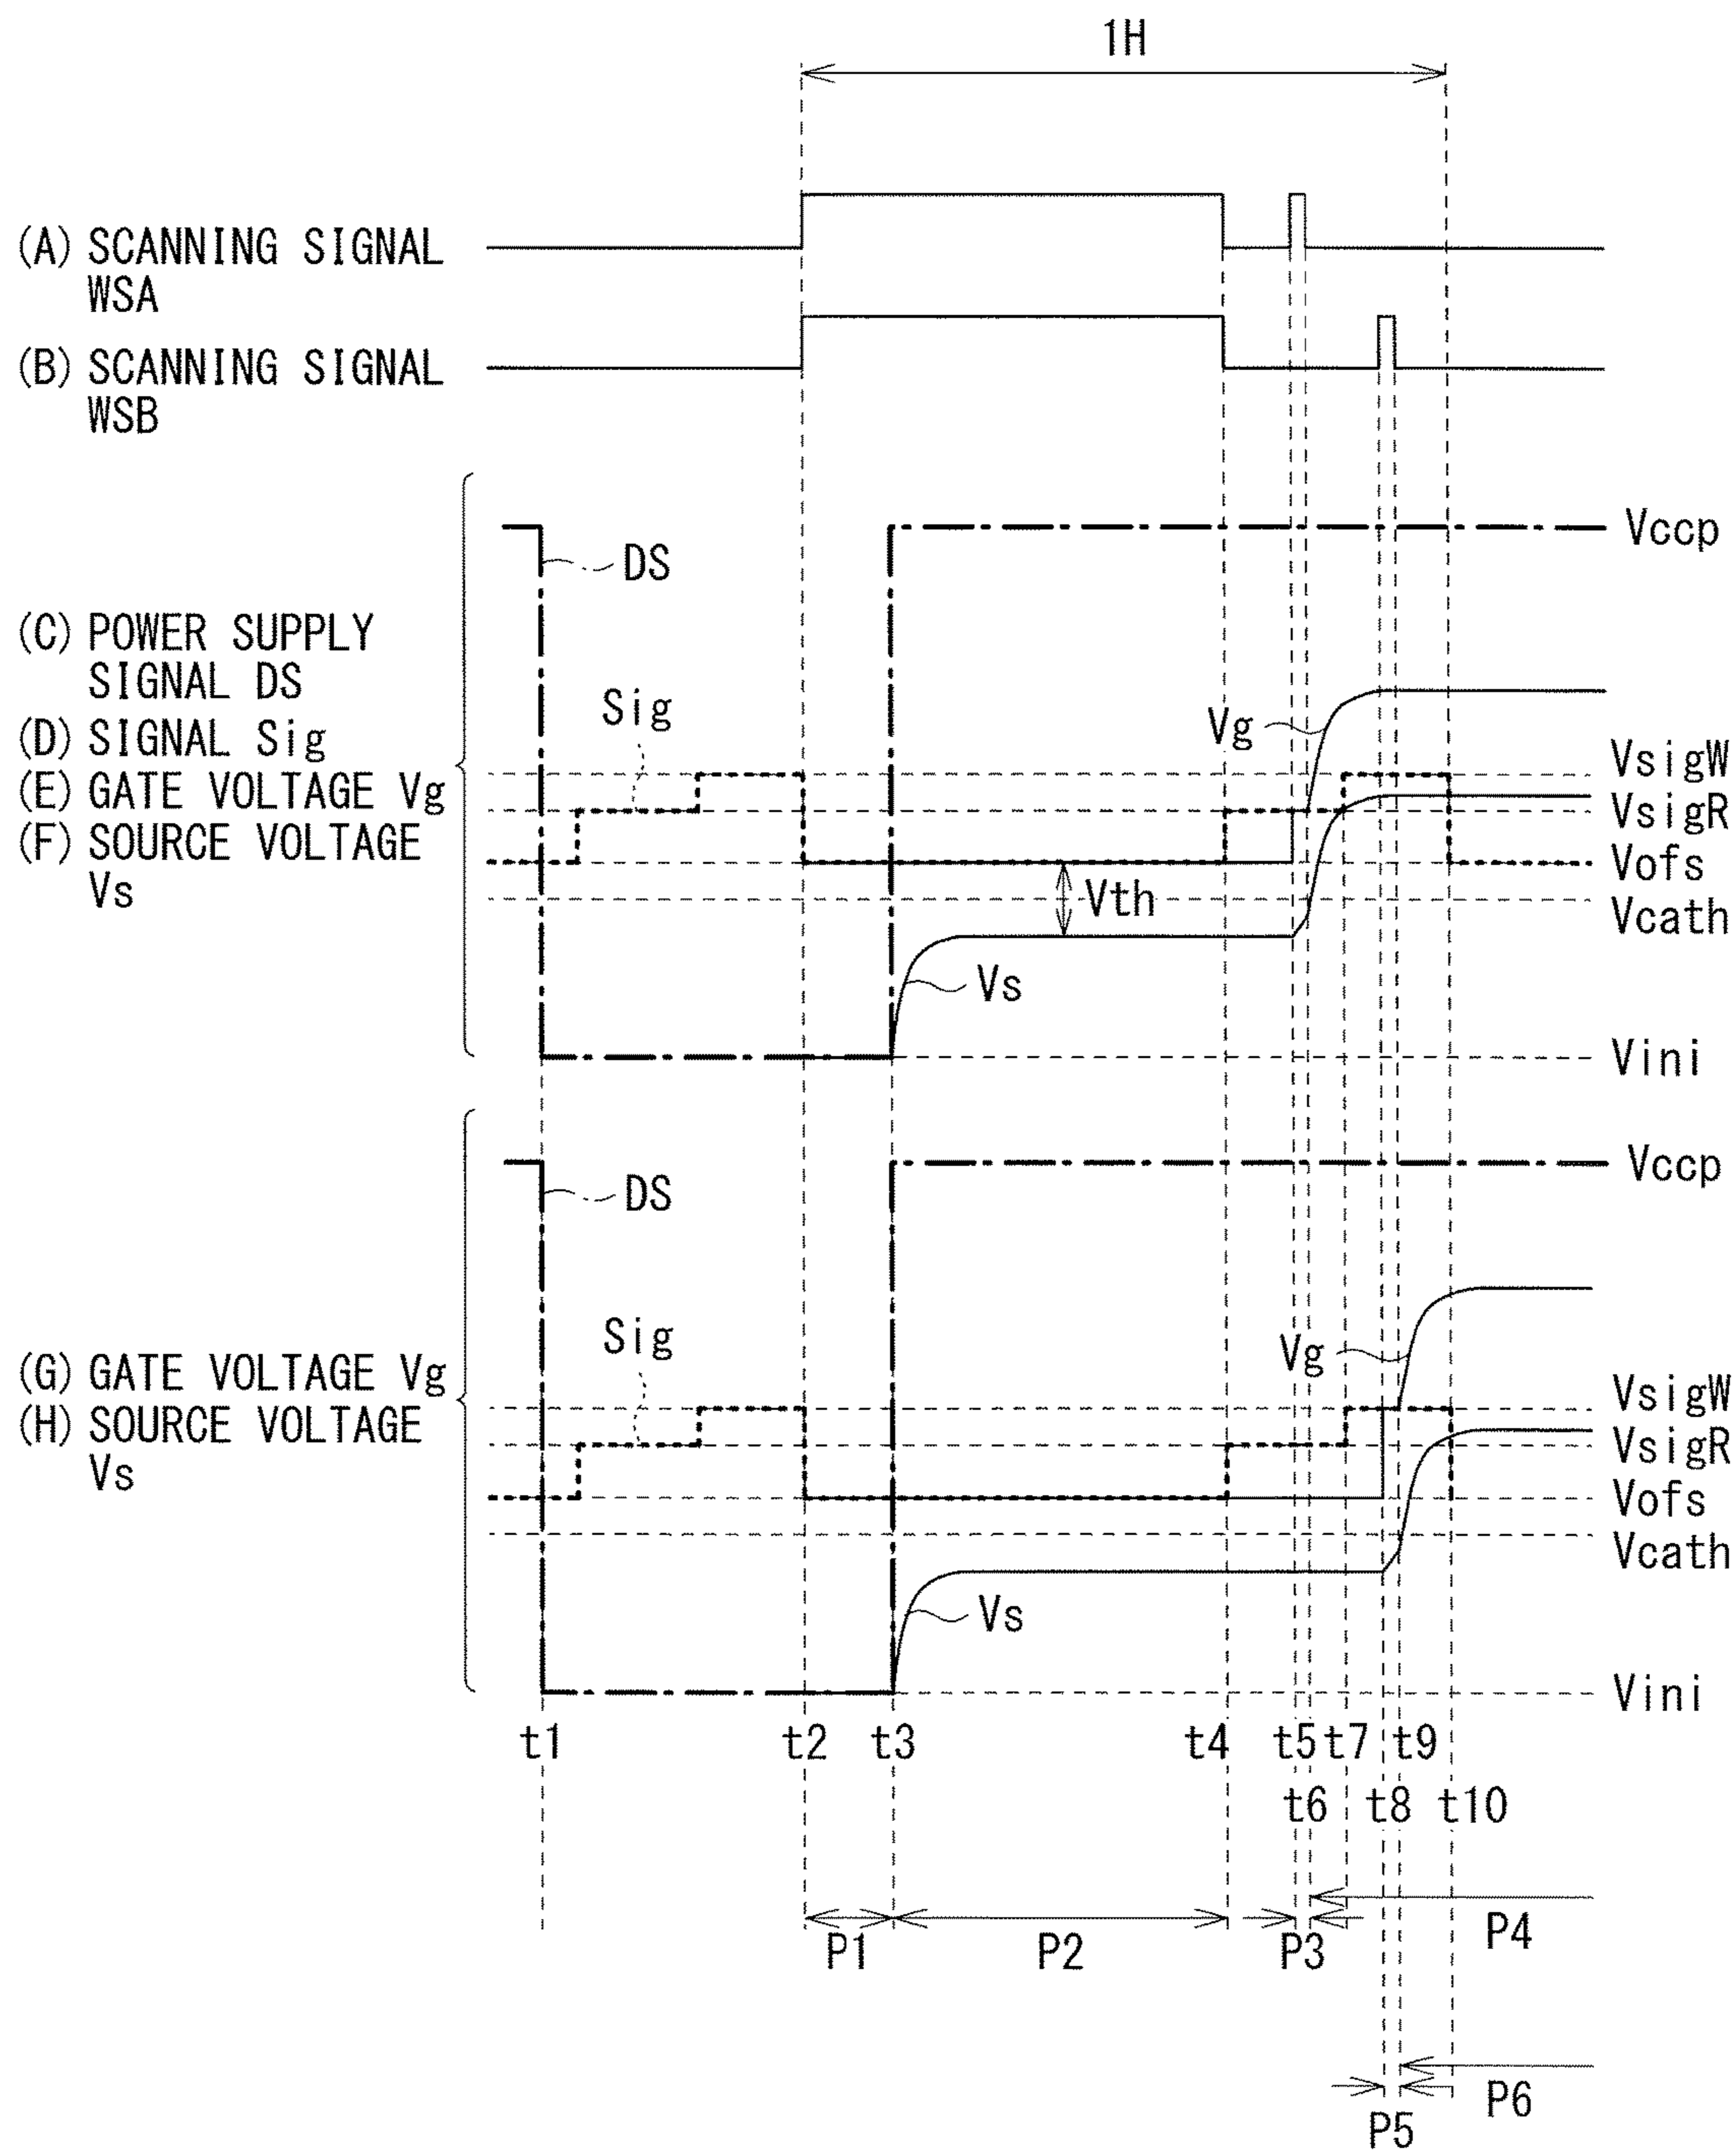 1H
(A) SCANNING SIGNAL
WSA
(B) SCANNING SIGNAL
WSB
Vccp
DS
(C) POWER SUPPLY
SIGNAL DS
Sig
Vg
(D) SIGNAL Sig
VsigW
(E) GATE VOLTAGE Vg
VsigR
(F) SOURCE VOLTAGE
Vs
Vofs
Vth
Vcath
Vs
Vini
Vccp
DS
Sig
Vg
(G) GATE VOLTAGE Vg
VsigW
(H) SOURCE VOLTAGE
Vs
VsigR
Vofs
Vcath
Vs
Vini
t1 t2 t3 t4 t5 t7 t9
t6 t8 t10
P1 P2 P3 P4
P5 P6